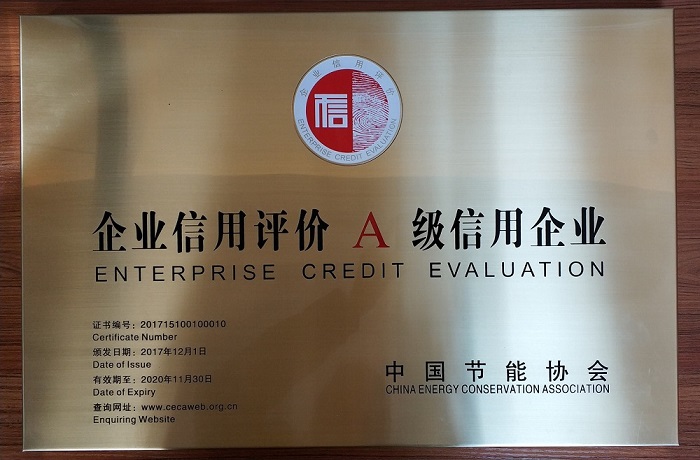 企业信用评价
信
ENTERPRISE CREDIT EVALUATION
企业信用评价 A 级信用企业
ENTERPRISE CREDIT EVALUATION
证书编号：201715100100010
Certificate Number
颁发日期：2017年12月1日
Date of Issue
有效期至：2020年11月30日
Date of Expiry
查询网址：www.cecaweb.org.cn
Enquiring Website
中国节能协会
CHINA ENERGY CONSERVATION ASSOCIATION